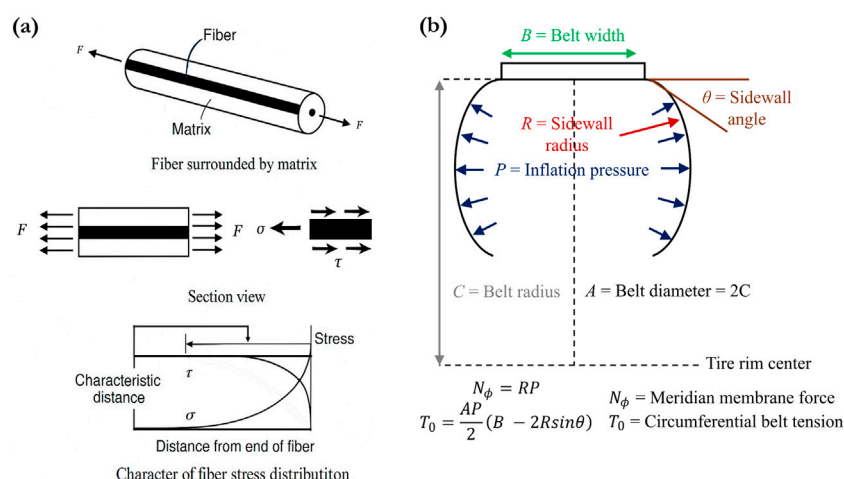 (a)
F
Fiber
Matrix
F
Fiber surrounded by matrix
F
F
σ
τ
Section view
Stress
τ
Characteristic
distance
σ
Distance from end of fiber
Character of fiber stress distributiton
(b)
B = Belt width
θ = Sidewall
angle
R = Sidewall
radius
P = Inflation pressure
C = Belt radius
A = Belt diameter = 2C
Tire rim center
N_ϕ = RP
T_0 = AP/2 (B − 2Rsinθ)
N_ϕ = Meridian membrane force
T_0 = Circumferential belt tension